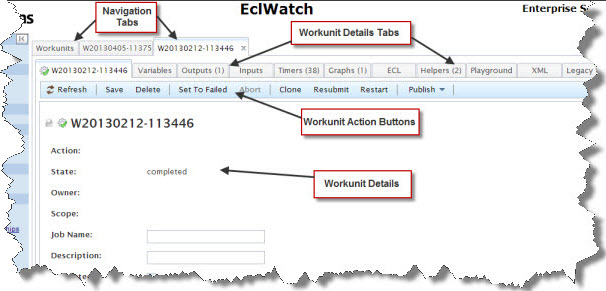 Navigation Tabs
EclWatch
Enterprise S
Workunits W20130405-11375 W20130212-113446 ×
Workunit Details Tabs
W20130212-113446 Variables Outputs (1) Inputs Timers (38) Graphs (1) ECL Helpers (2) Playground XML Legacy
Refresh Save Delete Set To Failed Abort Clone Resubmit Restart Publish
Workunit Action Buttons
W20130212-113446
Action:
State: completed
Workunit Details
Owner:
Scope:
Job Name:
Description: